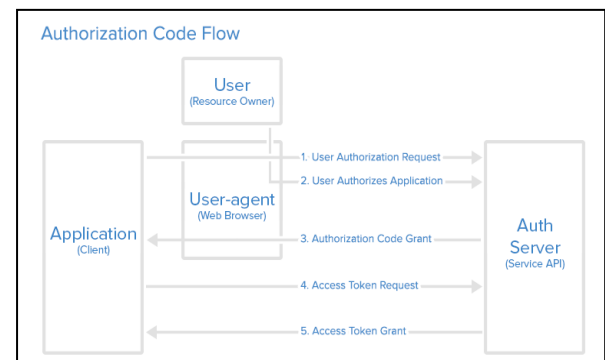 Authorization Code Flow
User
(Resource Owner)
1. User Authorization Request
2. User Authorizes Application
User-agent
(Web Browser)
Application
(Client)
3. Authorization Code Grant
Auth
Server
(Service API)
4. Access Token Request
5. Access Token Grant